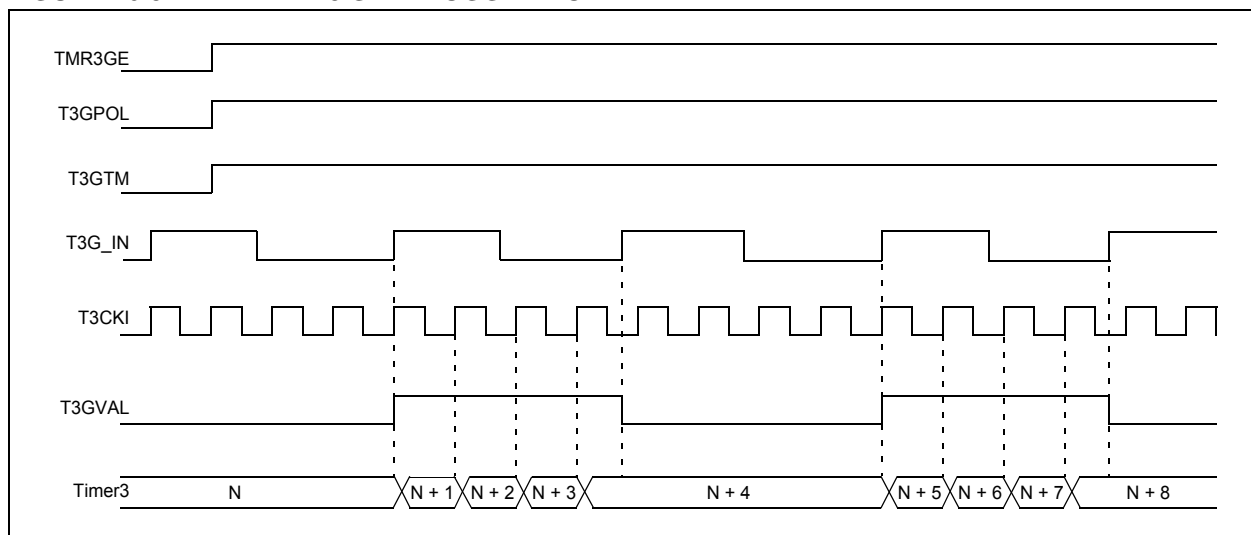 TMR3GE
T3GPOL
T3GTM
T3G_IN
T3CKI
T3GVAL
Timer3 N N + 1 N + 2 N + 3 N + 4 N + 5 N + 6 N + 7 N + 8